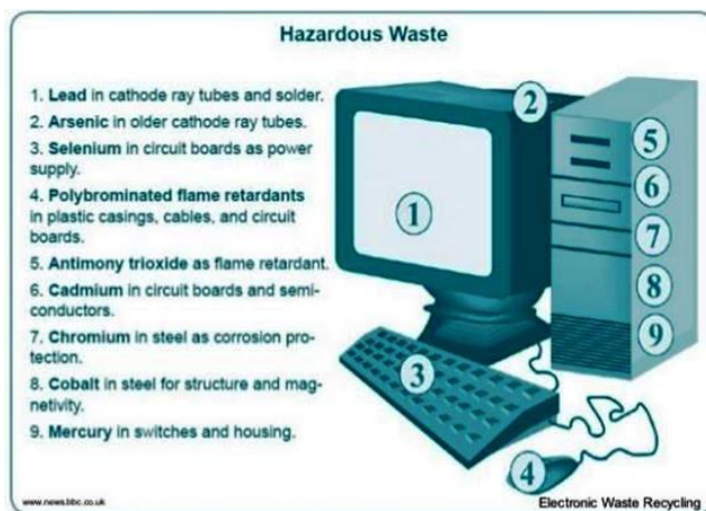 Hazardous Waste
1. Lead in cathode ray tubes and solder.
2. Arsenic in older cathode ray tubes.
3. Selenium in circuit boards as power
supply.
4. Polybrominated flame retardants
in plastic casings, cables, and circuit
boards.
5. Antimony trioxide as flame retardant.
6. Cadmium in circuit boards and semi-
conductors.
7. Chromium in steel as corrosion pro-
tection.
8. Cobalt in steel for structure and mag-
netivity.
9. Mercury in switches and housing.
2
5
6
1
7
8
9
3
4
www.news.bbc.co.uk
Electronic Waste Recycling